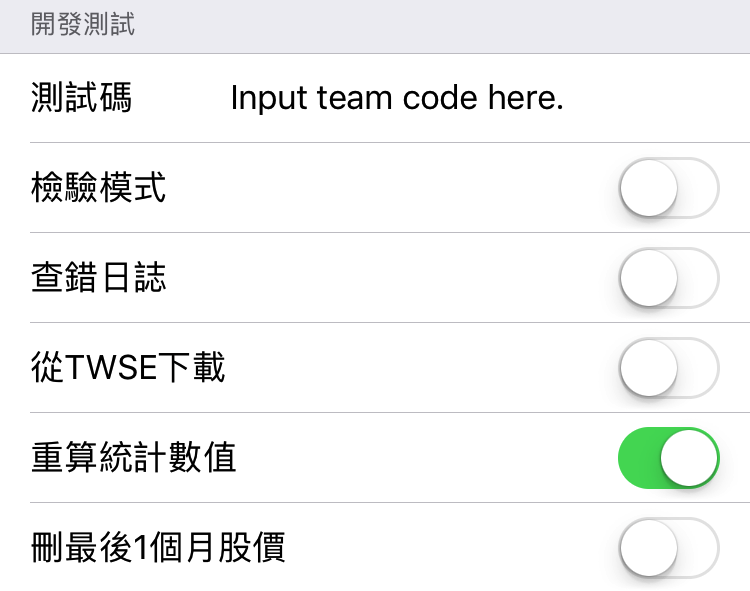 開發測試
測試碼 Input team code here.
檢驗模式
查錯日誌
從TWSE下載
重算統計數值
刪最後1個月股價